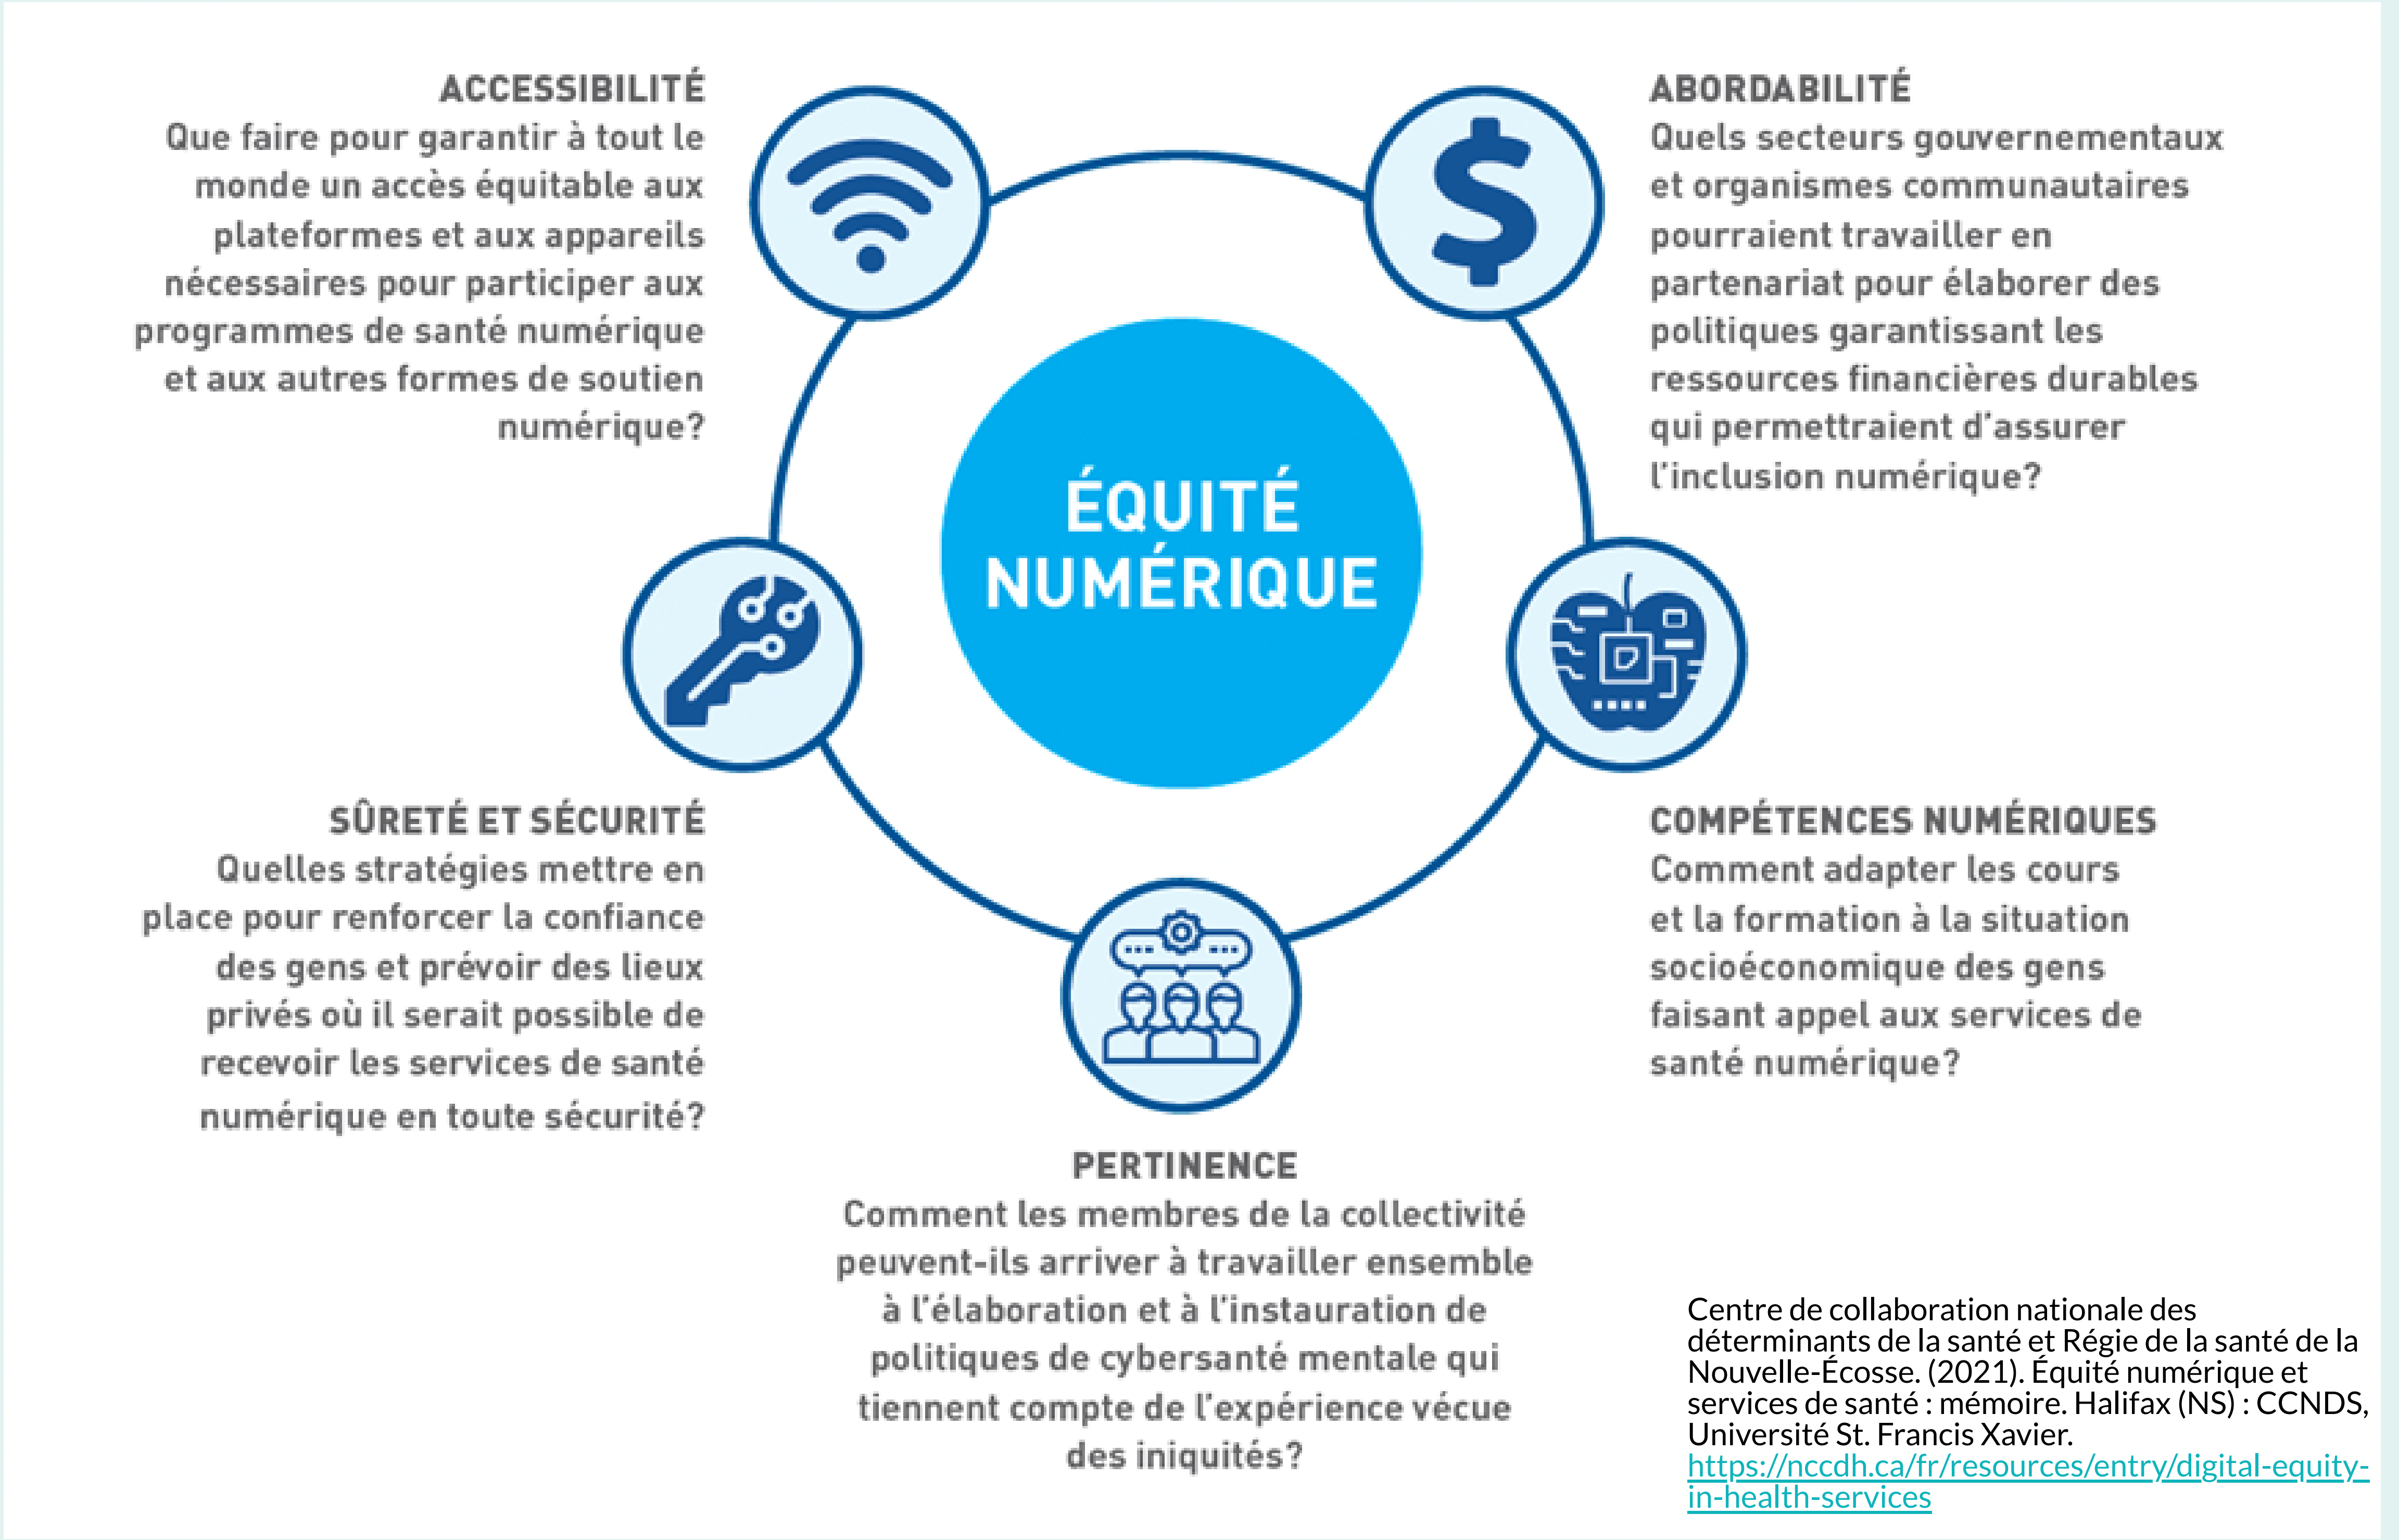 ACCESSIBILITÉ
Que faire pour garantir à tout le
monde un accès équitable aux
plateformes et aux appareils
nécessaires pour participer aux
programmes de santé numérique
et aux autres formes de soutien
numérique?
ABORDABILITÉ
Quels secteurs gouvernementaux
et organismes communautaires
pourraient travailler en
partenariat pour élaborer des
politiques garantissant les
ressources financières durables
qui permettraient d’assurer
l’inclusion numérique?
ÉQUITÉ
NUMÉRIQUE
SÛRETÉ ET SÉCURITÉ
Quelles stratégies mettre en
place pour renforcer la confiance
des gens et prévoir des lieux
privés où il serait possible de
recevoir les services de santé
numérique en toute sécurité?
COMPÉTENCES NUMÉRIQUES
Comment adapter les cours
et la formation à la situation
socioéconomique des gens
faisant appel aux services de
santé numérique?
PERTINENCE
Comment les membres de la collectivité
peuvent-ils arriver à travailler ensemble
à l’élaboration et à l’instauration de
politiques de cybersanté mentale qui
tiennent compte de l’expérience vécue
des iniquités?
Centre de collaboration nationale des
déterminants de la santé et Régie de la santé de la
Nouvelle-Écosse. (2021). Équité numérique et
services de santé : mémoire. Halifax (NS) : CCNDS,
Université St. Francis Xavier.
https://nccdh.ca/fr/resources/entry/digital-equity-
in-health-services